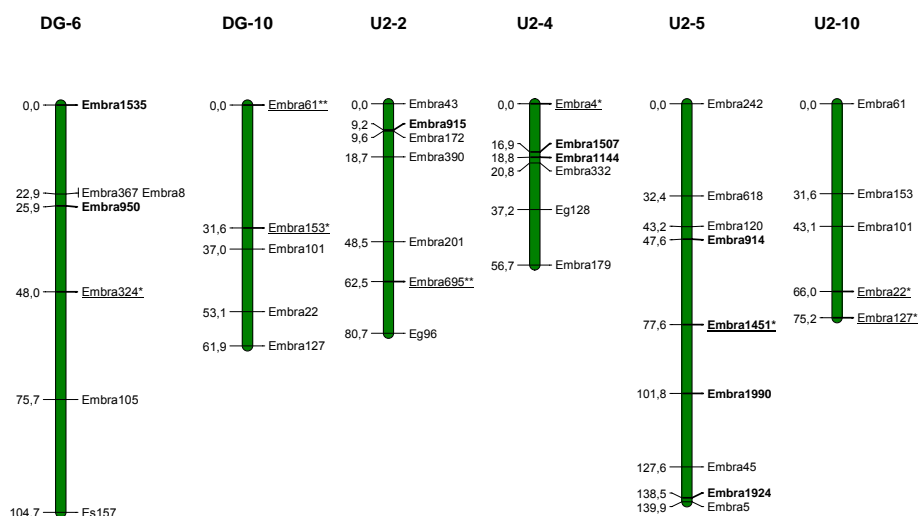 DG-6
0,0 Embra1535
22,9 Embra367 Embra8
25,9 Embra950
48,0 Embra324*
75,7 Embra105
104,7 Es157
DG-10
0,0 Embra61**
31,6 Embra153*
37,0 Embra101
53,1 Embra22
61,9 Embra127
U2-2
0,0 Embra43
9,2 Embra915
9,6 Embra172
18,7 Embra390
48,5 Embra201
62,5 Embra695**
80,7 Eg96
U2-4
0,0 Embra4*
16,9 Embra1507
18,8 Embra1144
20,8 Embra332
37,2 Eg128
56,7 Embra179
U2-5
0,0 Embra242
32,4 Embra618
43,2 Embra120
47,6 Embra914
77,6 Embra1451*
101,8 Embra1990
127,6 Embra45
138,5 Embra1924
139,9 Embra5
U2-10
0,0 Embra61
31,6 Embra153
43,1 Embra101
66,0 Embra22*
75,2 Embra127*